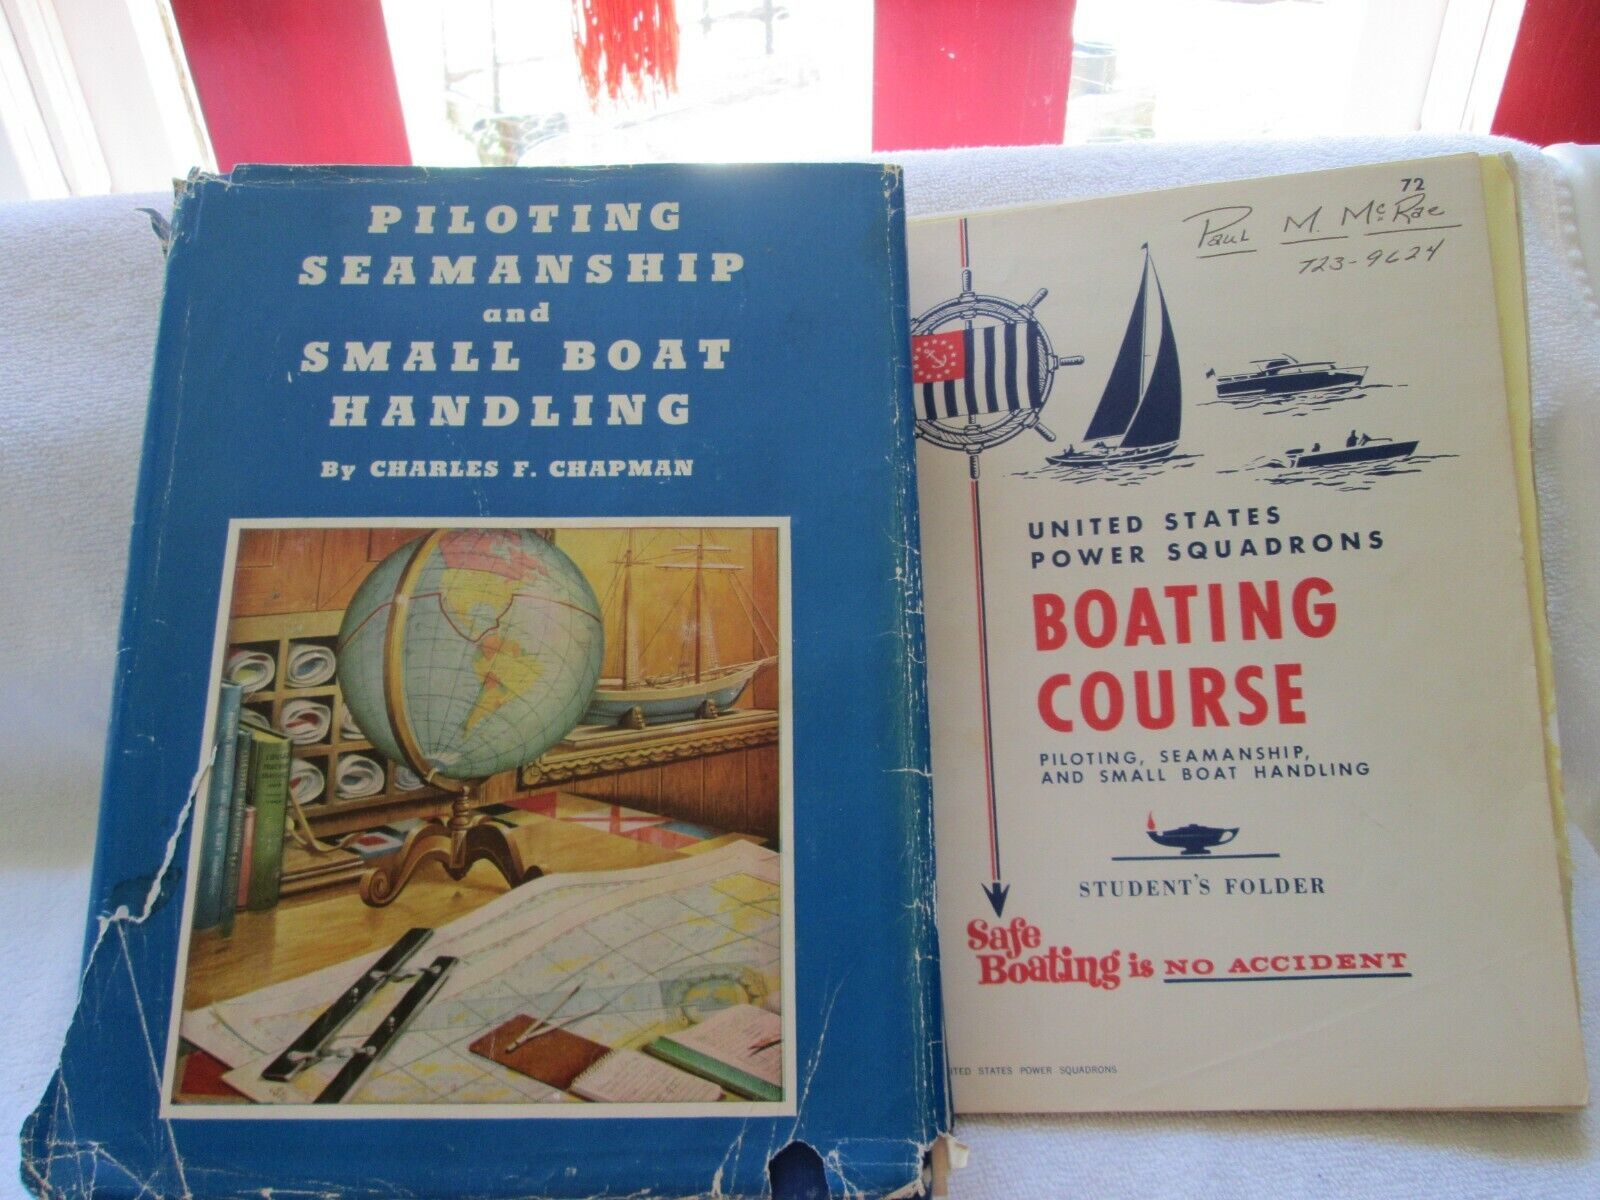 PILOTING
SEAMANSHIP
and
SMALL BOAT
HANDLING
By CHARLES F. CHAPMAN
72
Paul M. McRae
723-9624
UNITED STATES
POWER SQUADRONS
BOATING
COURSE
PILOTING, SEAMANSHIP,
AND SMALL BOAT HANDLING
STUDENT'S FOLDER
Safe
Boating is NO ACCIDENT
ITED STATES POWER SQUADRONS